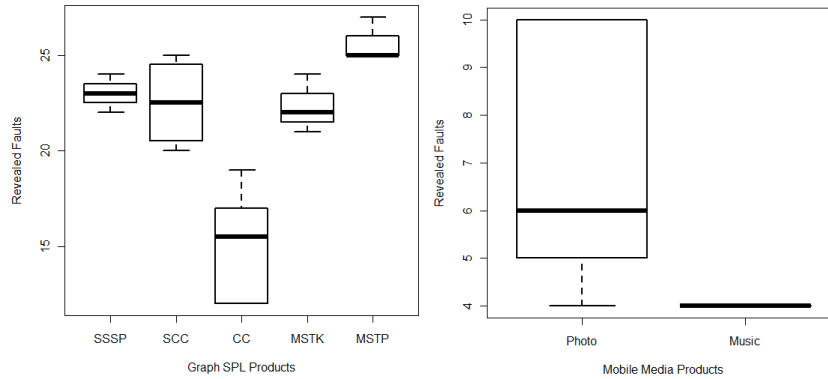 Revealed Faults
25
20
15
SSSP SCC CC MSTK MSTP
Graph SPL Products
Revealed Faults
10
9
8
7
6
5
4
Photo Music
Mobile Media Products